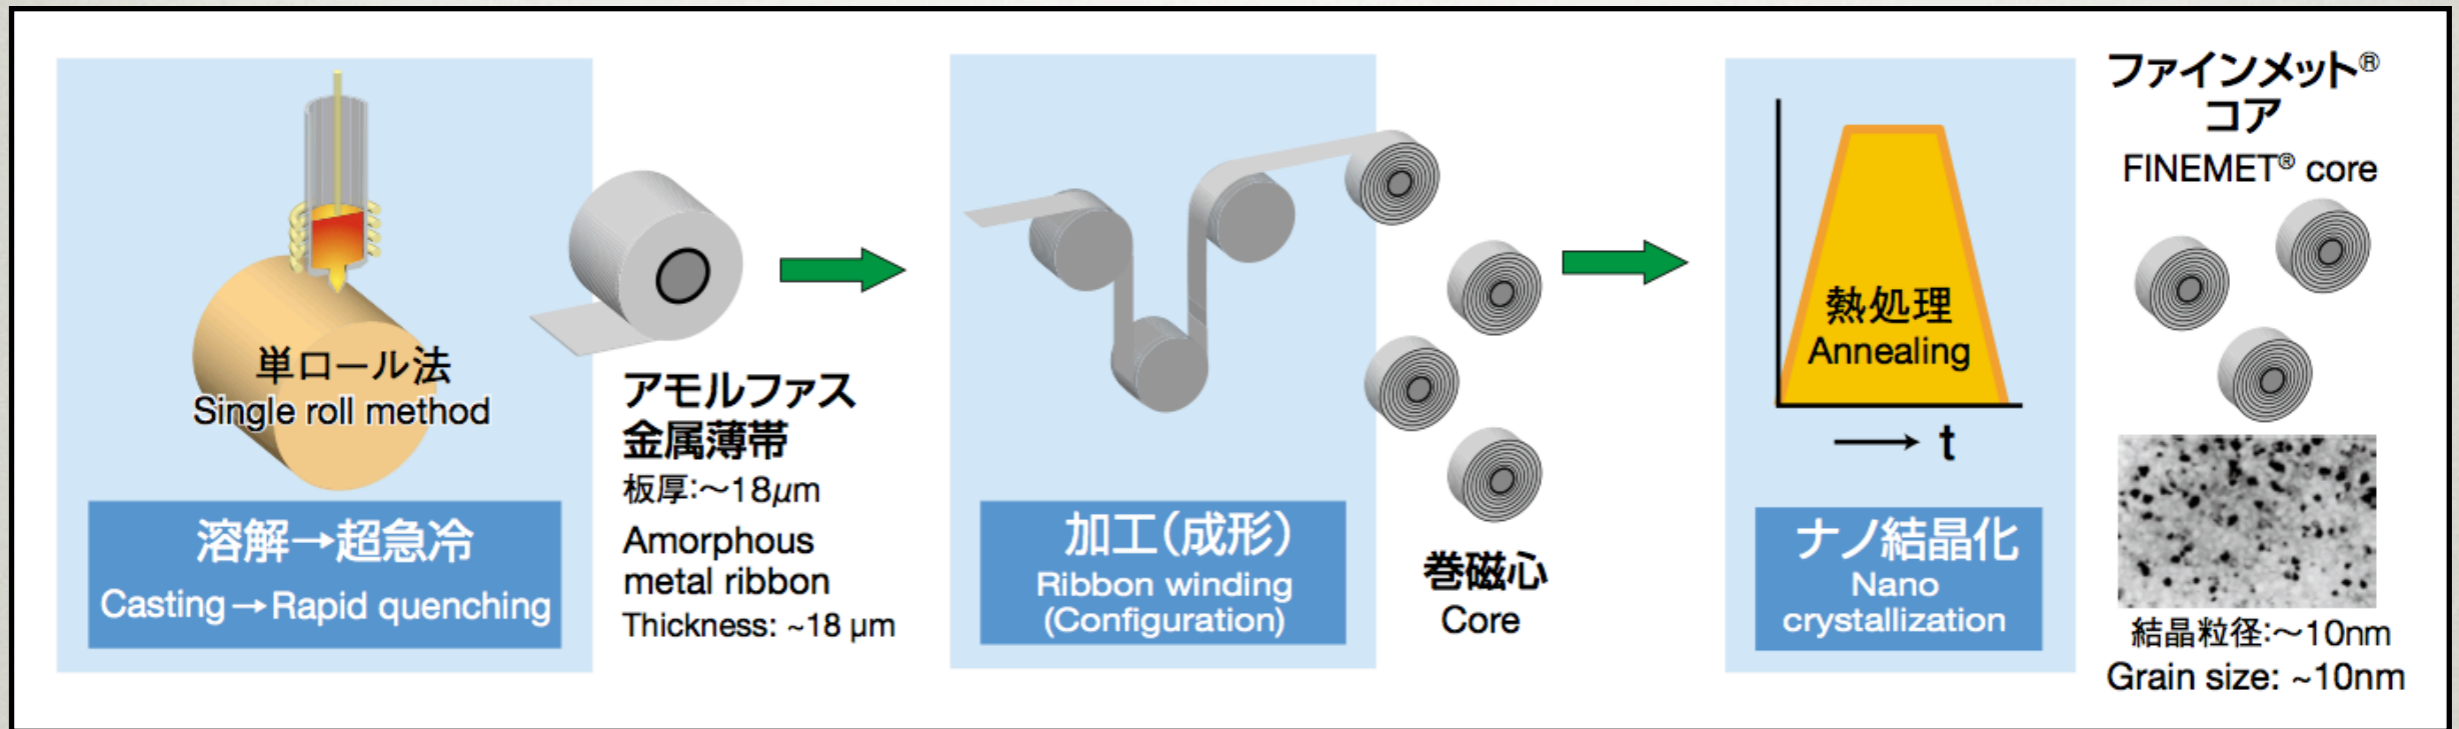 単ロール法
Single roll method
溶解→超急冷
Casting→Rapid quenching
アモルファス
金属薄帯
板厚:～18μm
Amorphous
metal ribbon
Thickness: ~18 μm
加工(成形)
Ribbon winding
(Configuration)
巻磁心
Core
熱処理
Annealing
→ t
ナノ結晶化
Nano
crystallization
ファインメット®
コア
FINEMET® core
結晶粒径:～10nm
Grain size: ~10nm